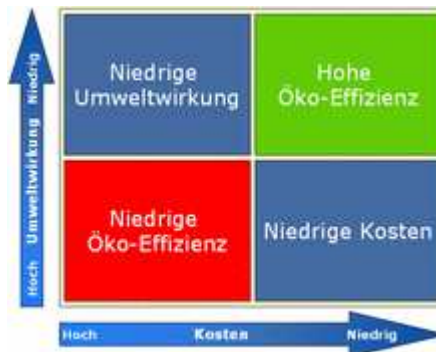 Niedrige
Umweltwirkung
Hohe
Öko-Effizienz
Niedrige
Öko-Effizienz
Niedrige Kosten
Hoch Umweltwirkung Niedrig
Hoch Kosten Niedrig